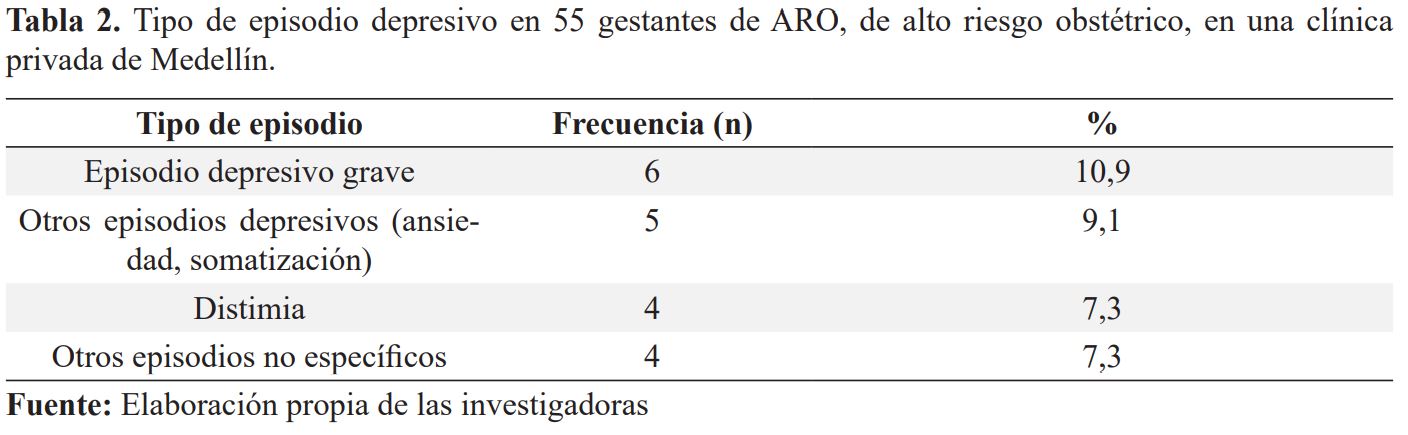 Tabla 2. Tipo de episodio depresivo en 55 gestantes de ARO, de alto riesgo obstétrico, en una clínica
privada de Medellín.
Tipo de episodio Frecuencia (n) %
Episodio depresivo grave 6 10,9
Otros episodios depresivos (ansie- 5 9,1
dad, somatización)
Distimia 4 7,3
Otros episodios no específicos 4 7,3
Fuente: Elaboración propia de las investigadoras